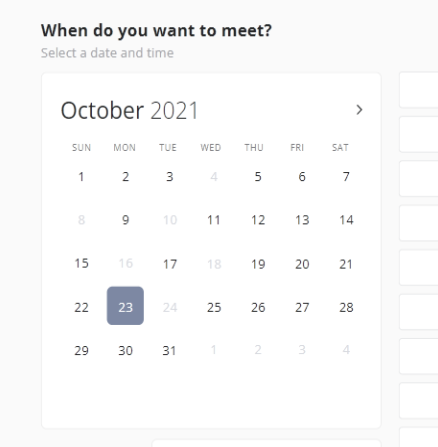 When do you want to meet?
Select a date and time
October 2021
SUN MON TUE WED THU FRI SAT
1 2 3 4 5 6 7
8 9 10 11 12 13 14
15 16 17 18 19 20 21
22 23 24 25 26 27 28
29 30 31 1 2 3 4